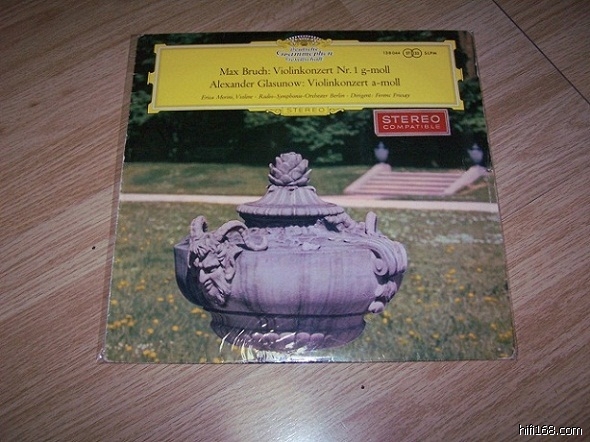 Deutsche
Grammophon
Gesellschaft
Max Bruch: Violinkonzert Nr. 1 g-moll
Alexander Glasunow: Violinkonzert a-moll
Erica Morini, Violine · Radio-Symphonie-Orchester Berlin · Dirigent: Ferenc Fricsay
STEREO
STEREO
COMPATIBLE
hifi168.com